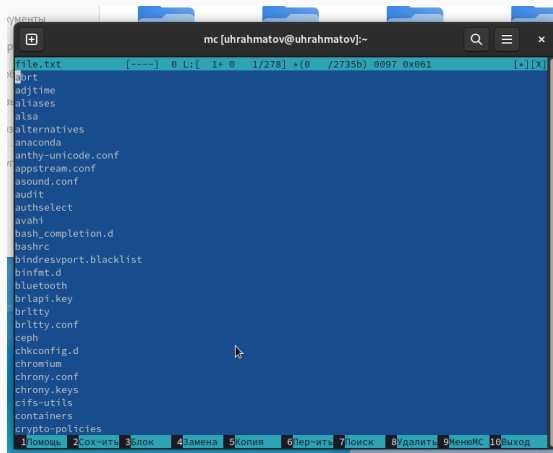 ументы
mc [uhrahmatov@uhrahmatov]:~
file.txt [----] 0 L:[ 1+ 0 1/278] *(0 /2735b) 0097 0x061 [*][X]
abrt
adjtime
aliases
alsa
alternatives
anaconda
anthy-unicode.conf
appstream.conf
asound.conf
audit
authselect
avahi
bash_completion.d
bashrc
bindresvport.blacklist
binfmt.d
bluetooth
brlapi.key
brltty
brltty.conf
ceph
chkconfig.d
chromium
chrony.conf
chrony.keys
cifs-utils
containers
crypto-policies
1Помощь 2Сох~ить 3Блок 4Замена 5Копия 6Пер~ить 7Поиск 8Удалить 9МенюMC 10Выход